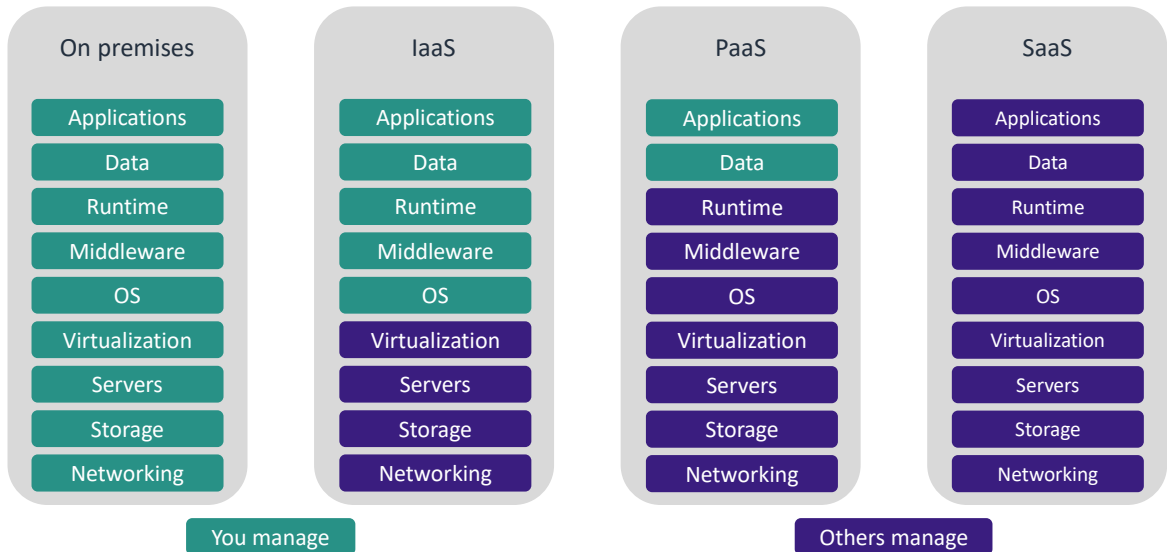 On premises
Applications
Data
Runtime
Middleware
OS
Virtualization
Servers
Storage
Networking
IaaS
Applications
Data
Runtime
Middleware
OS
Virtualization
Servers
Storage
Networking
PaaS
Applications
Data
Runtime
Middleware
OS
Virtualization
Servers
Storage
Networking
SaaS
Applications
Data
Runtime
Middleware
OS
Virtualization
Servers
Storage
Networking
You manage
Others manage